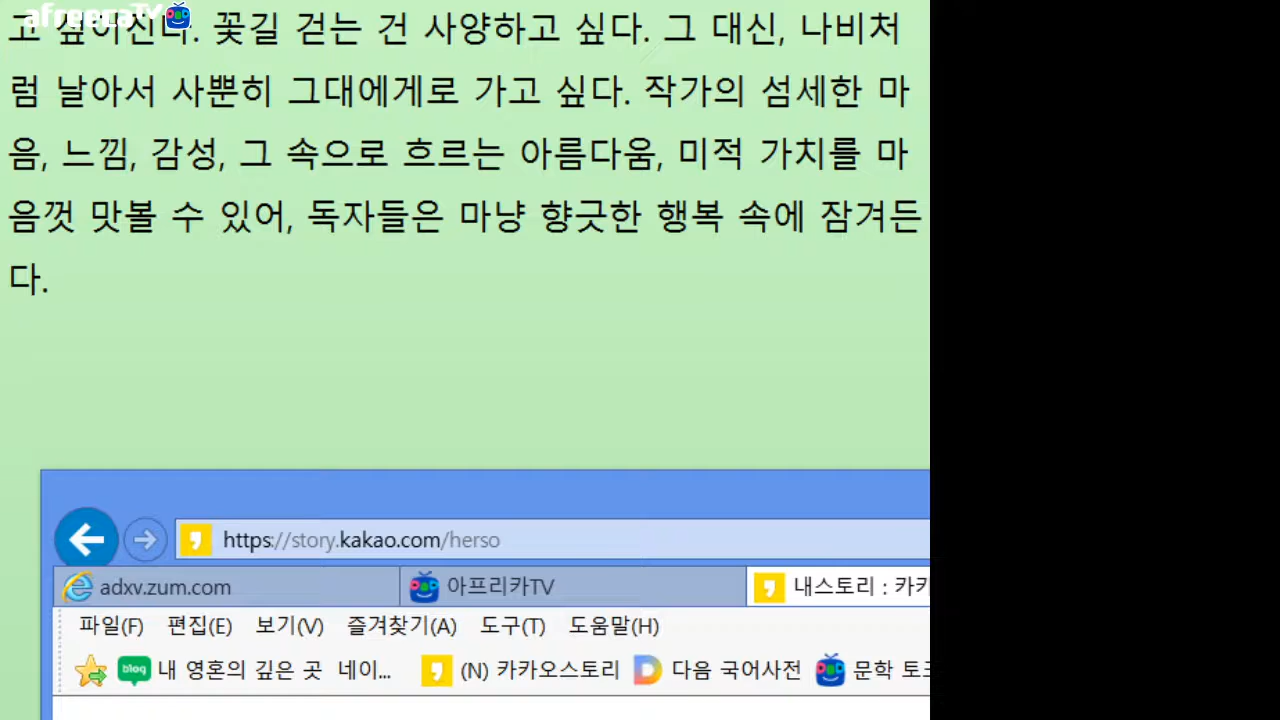 afreecaTV
고 싶어진다. 꽃길 걷는 건 사양하고 싶다. 그 대신, 나비처
럼 날아서 사뿐히 그대에게로 가고 싶다. 작가의 섬세한 마
음, 느낌, 감성, 그 속으로 흐르는 아름다움, 미적 가치를 마
음껏 맛볼 수 있어, 독자들은 마냥 향긋한 행복 속에 잠겨든
다.
https://story.kakao.com/herso
adxv.zum.com 아프리카TV 내스토리 : 카카
파일(F) 편집(E) 보기(V) 즐겨찾기(A) 도구(T) 도움말(H)
blog 내 영혼의 깊은 곳 네이... (N) 카카오스토리 다음 국어사전 문학